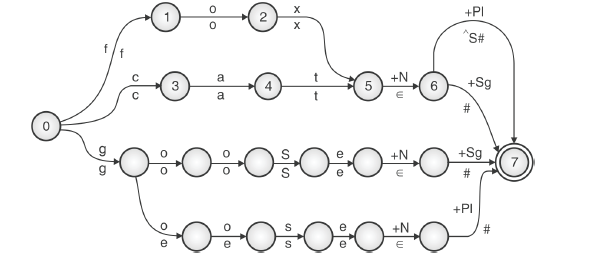 +Pl
1 o 2 x
o x
^S#
f f
+Sg
c a t +N
3 4 5 6
c a t ∈
#
0
g o o S e +N +Sg
7
g o o S e ∈ #
+Pl
o o s e +N
#
e e s e ∈